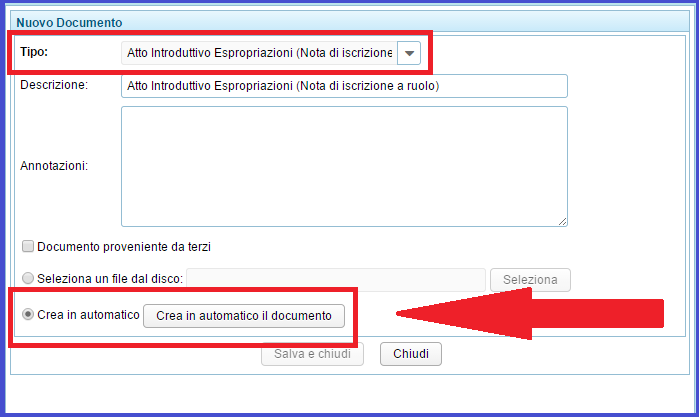 Nuovo Documento
Tipo: Atto Introduttivo Espropriazioni (Nota di iscrizione
Descrizione: Atto Introduttivo Espropriazioni (Nota di iscrizione a ruolo)
Annotazioni:
Documento proveniente da terzi
Seleziona un file dal disco: Seleziona
Crea in automatico Crea in automatico il documento
Salva e chiudi Chiudi